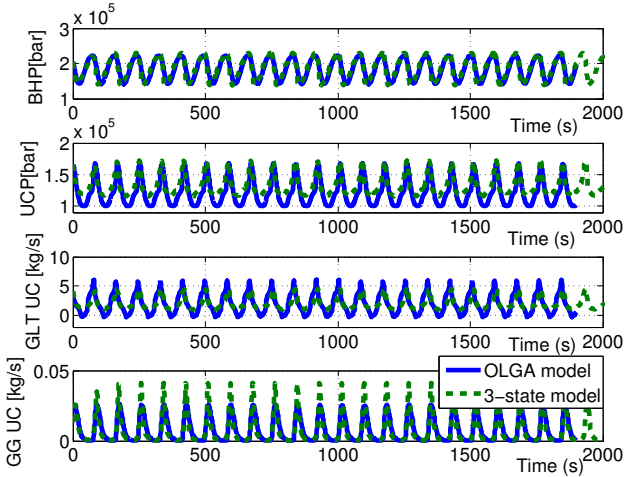 x 10^5
3
2
1
BHP[bar]
0 500 1000 1500 2000
Time (s)
x 10^5
2
1.5
1
UCP[bar]
0 500 1000 1500 2000
Time (s)
10
5
0
GLT UC [kg/s]
0 500 1000 1500 2000
Time (s)
OLGA model
3−state model
0.05
0
GG UC [kg/s]
0 500 1000 1500 2000
Time (s)